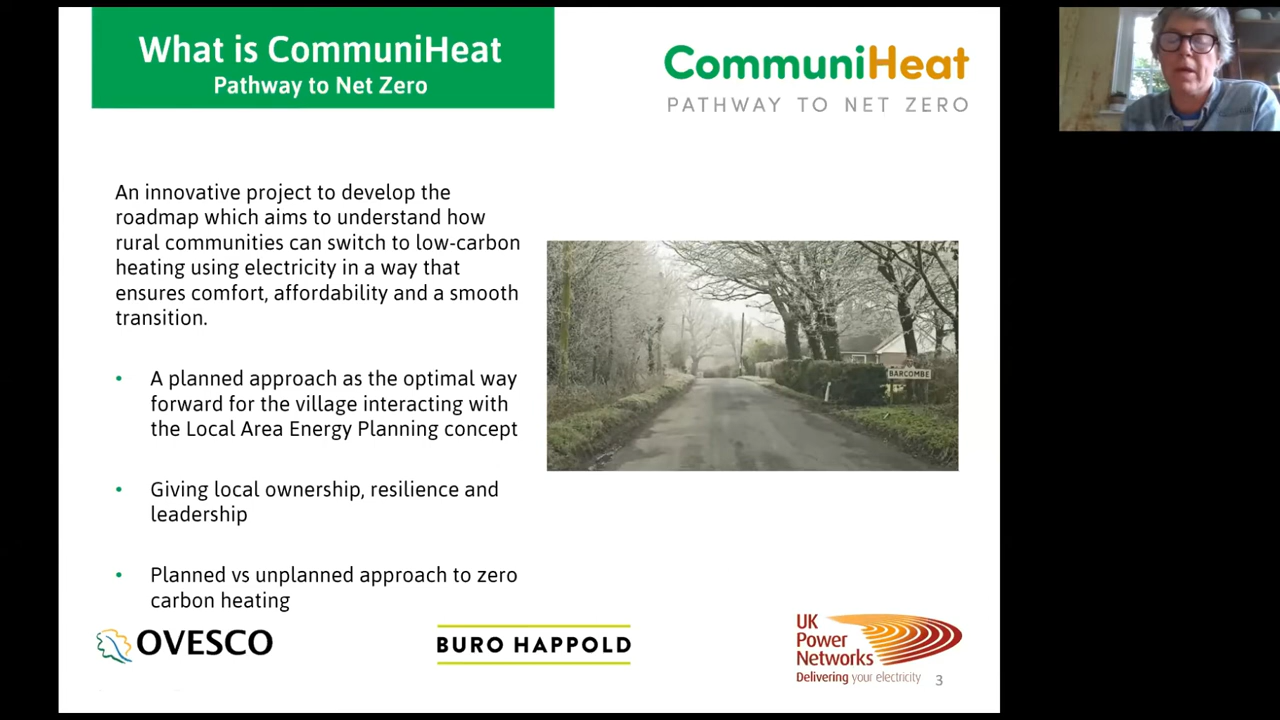 What is CommuniHeat
Pathway to Net Zero
CommuniHeat
PATHWAY TO NET ZERO
An innovative project to develop the
roadmap which aims to understand how
rural communities can switch to low-carbon
heating using electricity in a way that
ensures comfort, affordability and a smooth
transition.
• A planned approach as the optimal way
forward for the village interacting with
the Local Area Energy Planning concept
• Giving local ownership, resilience and
leadership
• Planned vs unplanned approach to zero
carbon heating
BARCOMBE
OVESCO
BURO HAPPOLD
UK
Power
Networks
Delivering your electricity
3